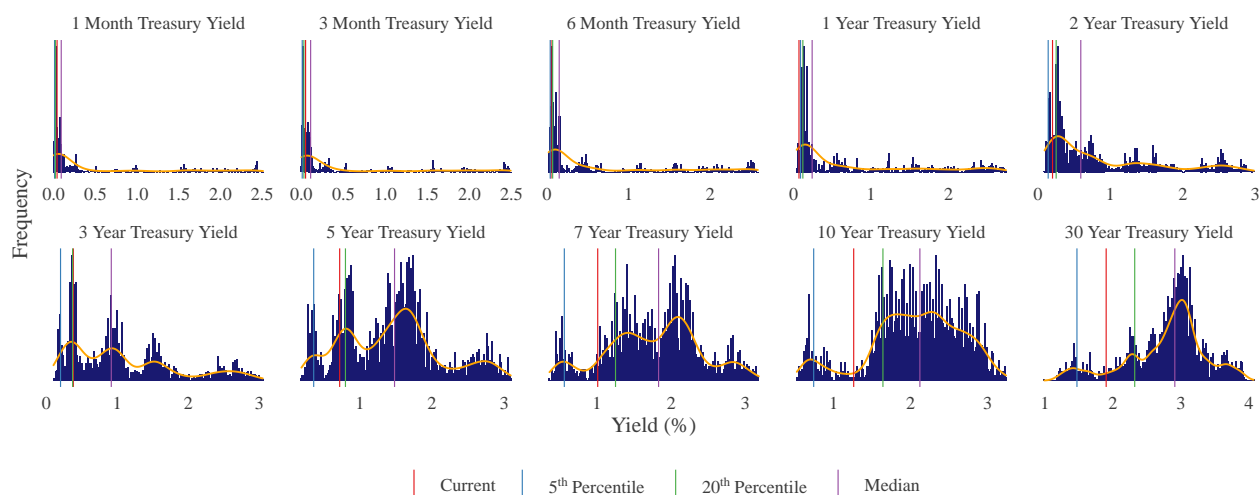 1 Month Treasury Yield 3 Month Treasury Yield 6 Month Treasury Yield 1 Year Treasury Yield 2 Year Treasury Yield
0.0 0.5 1.0 1.5 2.0 2.5 0.0 0.5 1.0 1.5 2.0 2.5 0 1 2 0 1 2 0 1 2 3
Frequency
3 Year Treasury Yield 5 Year Treasury Yield 7 Year Treasury Yield 10 Year Treasury Yield 30 Year Treasury Yield
0 1 2 3 0 1 2 3 1 2 3 1 2 3 1 2 3 4
Yield (%)
Current 5th Percentile 20th Percentile Median